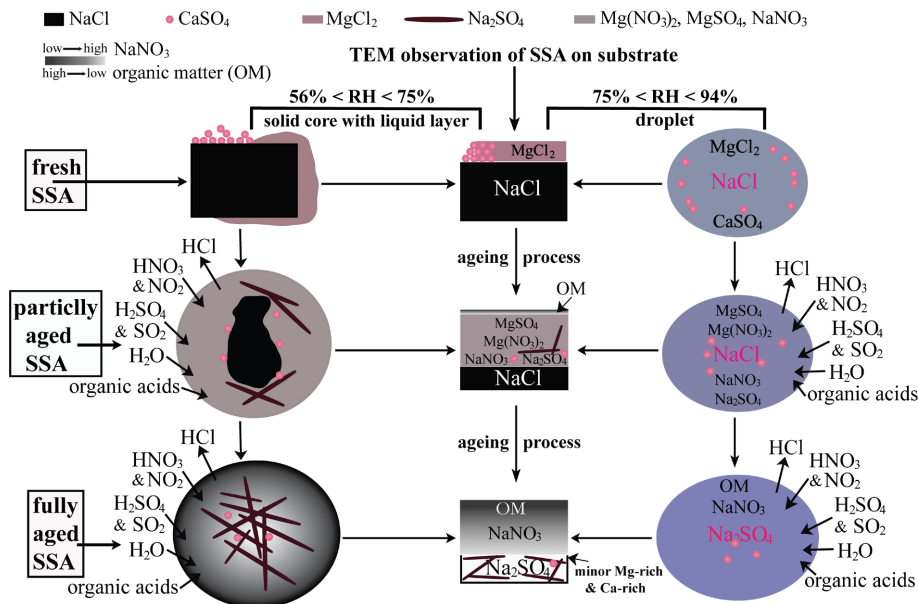 NaCl
CaSO4
MgCl2
Na2SO4
Mg(NO3)2, MgSO4, NaNO3
low high NaNO3
high low organic matter (OM)
TEM observation of SSA on substrate
56% < RH < 75%
solid core with liquid layer
75% < RH < 94%
droplet
fresh
SSA
MgCl2
NaCl
MgCl2
NaCl
CaSO4
ageing process
particlly
aged
SSA
HCl
HNO3
& NO2
H2SO4
& SO2
H2O
organic acids
OM
MgSO4
Mg(NO3)2
NaNO3 Na2SO4
NaCl
MgSO4
Mg(NO3)2
NaCl
NaNO3
Na2SO4
HCl
HNO3
&NO2
H2SO4
& SO2
H2O
organic acids
ageing process
fully
aged
SSA
HCl
HNO3
&NO2
H2SO4
& SO2
H2O
organic acids
OM
NaNO3
Na2SO4
minor Mg-rich
& Ca-rich
OM
NaNO3
Na2SO4
HCl
HNO3
&NO2
H2SO4
& SO2
H2O
organic acids